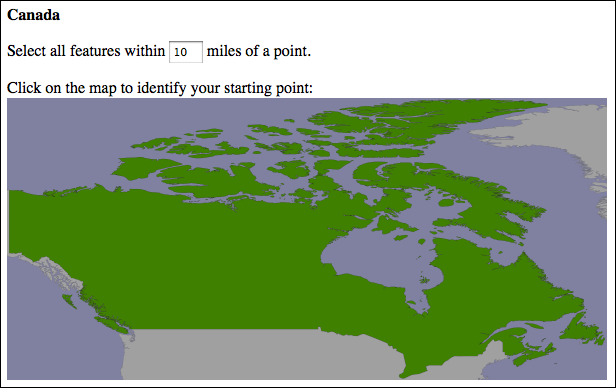 Canada
Select all features within 10 miles of a point.
Click on the map to identify your starting point: